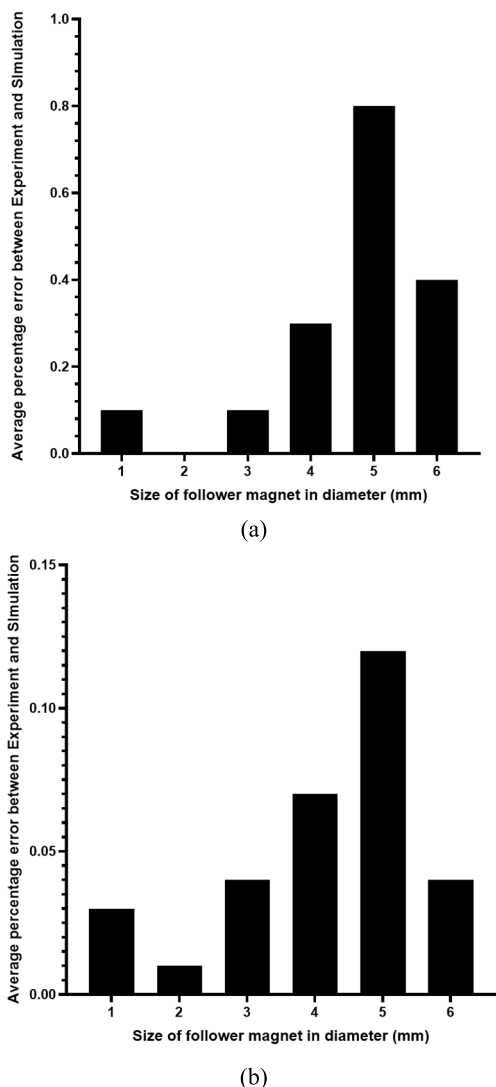 Average percentage error between Experiment and SImulation
1.0
0.8
0.6
0.4
0.2
0.0
1 2 3 4 5 6
Size of follower magnet in diameter (mm)
(a)
Average percentage error between Experiment and SImulation
0.15
0.10
0.05
0.00
1 2 3 4 5 6
Size of follower magnet in diameter (mm)
(b)